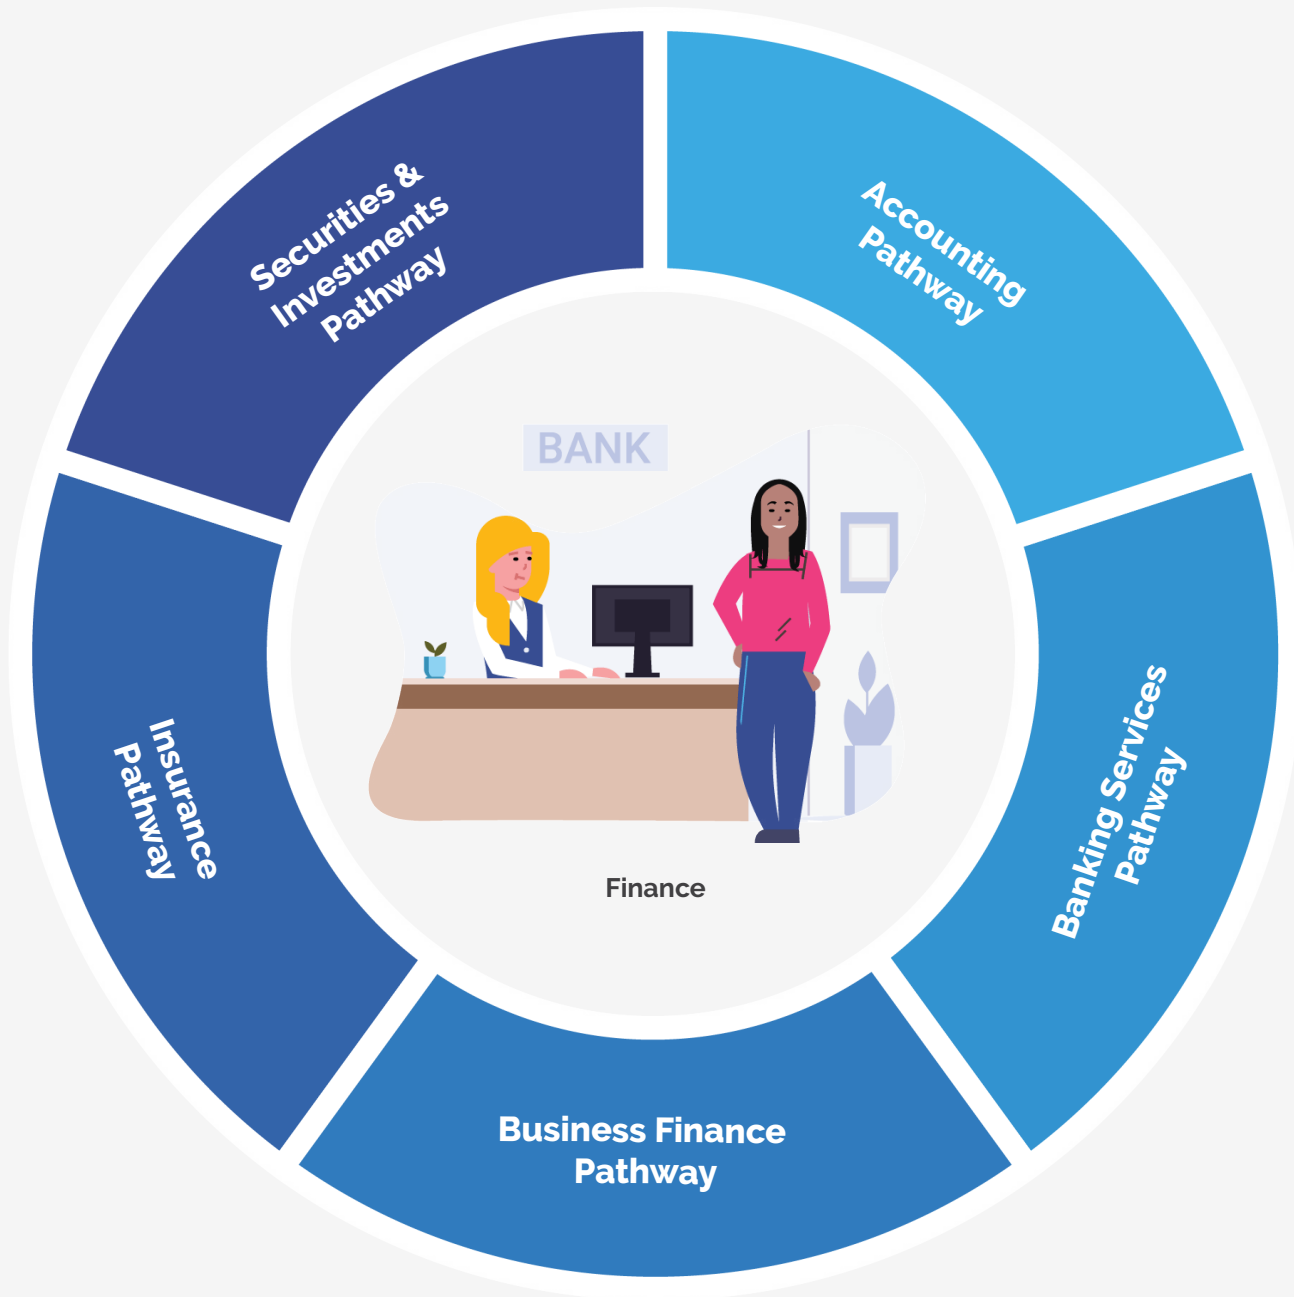 Securities &
Investments
Pathway
Accounting
Pathway
BANK
Insurance
Pathway
Banking Services
Pathway
Finance
Business Finance
Pathway